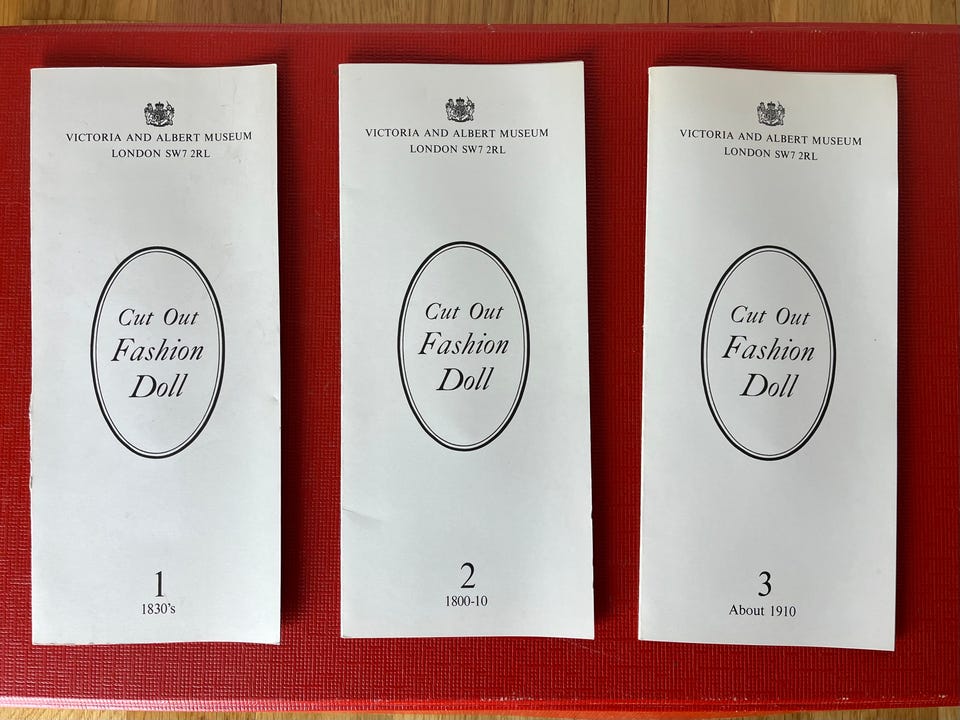 VICTORIA AND ALBERT MUSEUM
LONDON SW7 2RL
Cut Out
Fashion
Doll
1
1830's
VICTORIA AND ALBERT MUSEUM
LONDON SW7 2RL
Cut Out
Fashion
Doll
2
1800-10
VICTORIA AND ALBERT MUSEUM
LONDON SW7 2RL
Cut Out
Fashion
Doll
3
About 1910